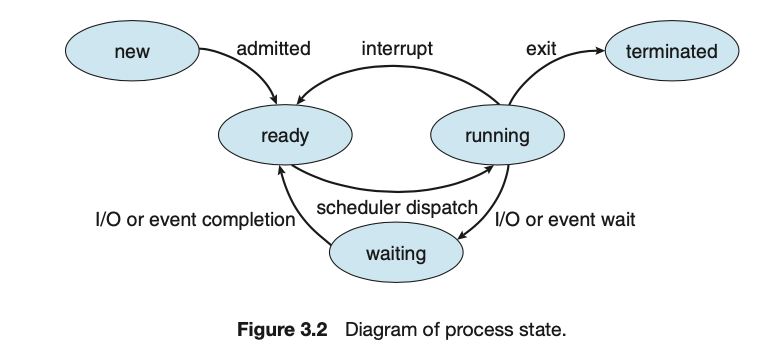 new
admitted
interrupt
exit
terminated
ready
running
scheduler dispatch
I/O or event completion
I/O or event wait
waiting
Figure 3.2 Diagram of process state.